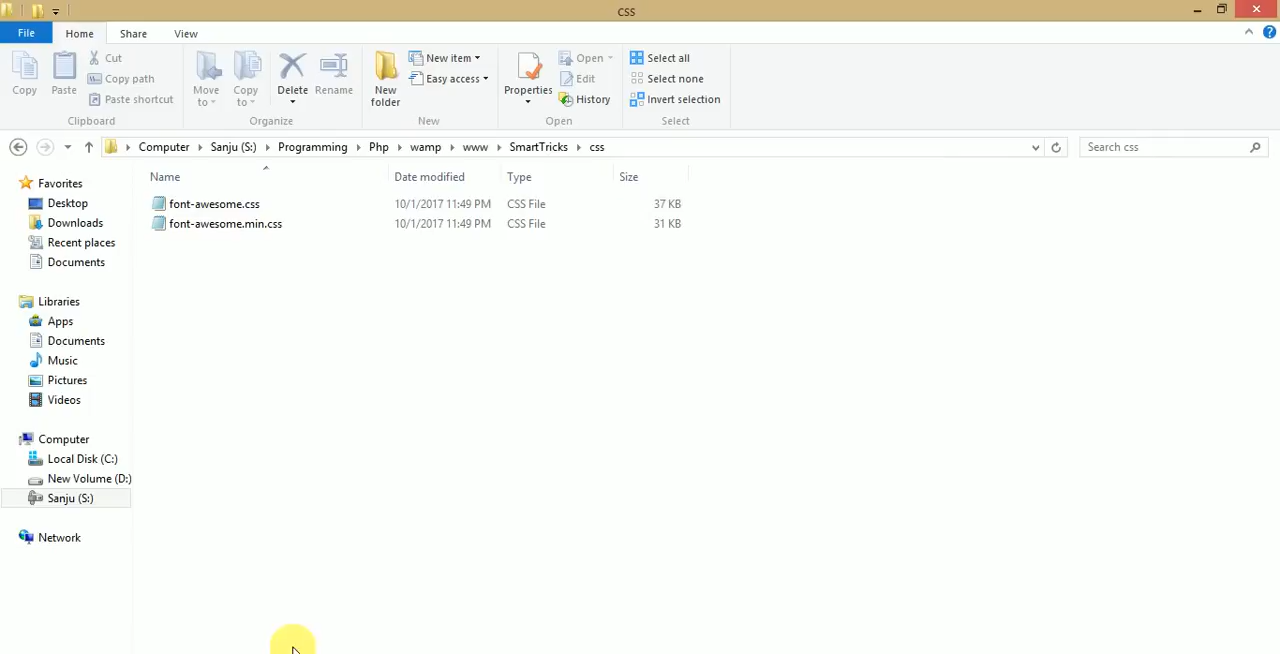 css
File Home Share View
Copy
Paste
Cut
Copy path
Paste shortcut
Clipboard
Move to
Copy to
Delete
Rename
Organize
New folder
New item
Easy access
New
Properties
Open
Edit
History
Open
Select all
Select none
Invert selection
Select
Computer Sanju (S:) Programming Php wamp www SmartTricks css
Search css
Name Date modified Type Size
font-awesome.css 10/1/2017 11:49 PM CSS File 37 KB
font-awesome.min.css 10/1/2017 11:49 PM CSS File 31 KB
Favorites
Desktop
Downloads
Recent places
Documents
Libraries
Apps
Documents
Music
Pictures
Videos
Computer
Local Disk (C:)
New Volume (D:)
Sanju (S:)
Network